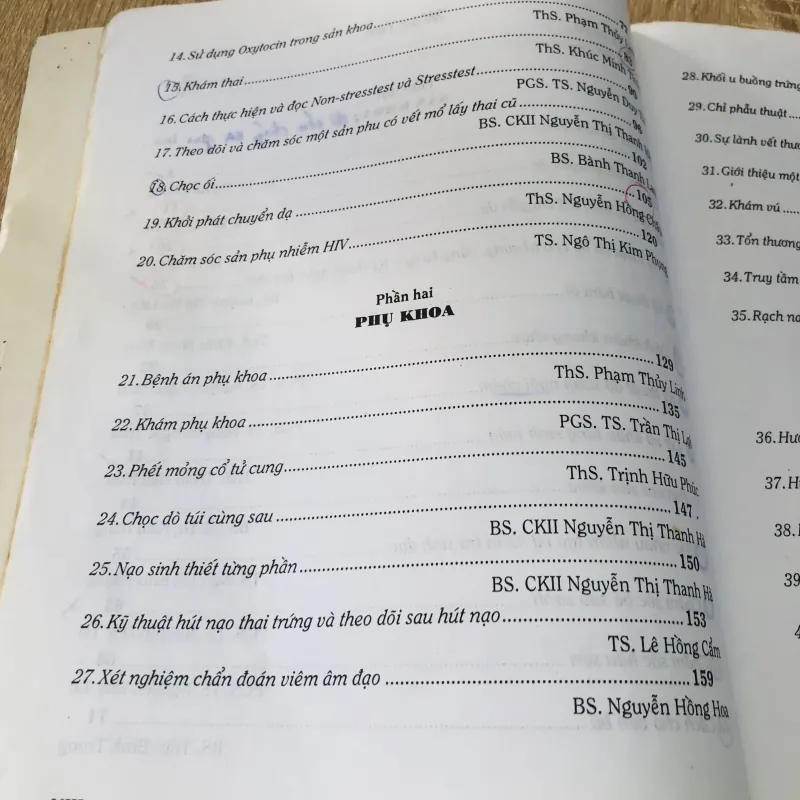 14. Sử dụng Oxytocin trong sản khoa
77
ThS. Phạm Thủy
15. Khám thai
ThS. Khúc Minh
16. Cách thực hiện và đọc Non-stresstest và Stresstest
90
PGS. TS. Nguyễn Duy
17. Theo dõi và chăm sóc một sản phụ có vết mổ lấy thai cũ
98
BS. CKII Nguyễn Thị Thanh
18. Chọc ối
102
BS. Bành Thanh
19. Khởi phát chuyển dạ
105
ThS. Nguyễn Hồng
20. Chăm sóc sản phụ nhiễm HIV
120
TS. Ngô Thị Kim Phụng
Phần hai
PHỤ KHOA
21. Bệnh án phụ khoa
129
ThS. Phạm Thủy Linh
22. Khám phụ khoa
135
PGS. TS. Trần Thị Lợi
23. Phết mỏng cổ tử cung
145
ThS. Trịnh Hữu Phúc
24. Chọc dò túi cùng sau
147
BS. CKII Nguyễn Thị Thanh Hà
25. Nạo sinh thiết từng phần
150
BS. CKII Nguyễn Thị Thanh Hà
26. Kỹ thuật hút nạo thai trứng và theo dõi sau hút nạo
153
TS. Lê Hồng Cẩm
27. Xét nghiệm chẩn đoán viêm âm đạo
159
BS. Nguyễn Hồng Hoa
28. Khối u buồng trứng
29. Chỉ phẫu thuật
30. Sự lành vết thươ
31. Giới thiệu một
32. Khám vú
33. Tổn thương
34. Truy tầm
35. Rạch
36.
37.
38.
39